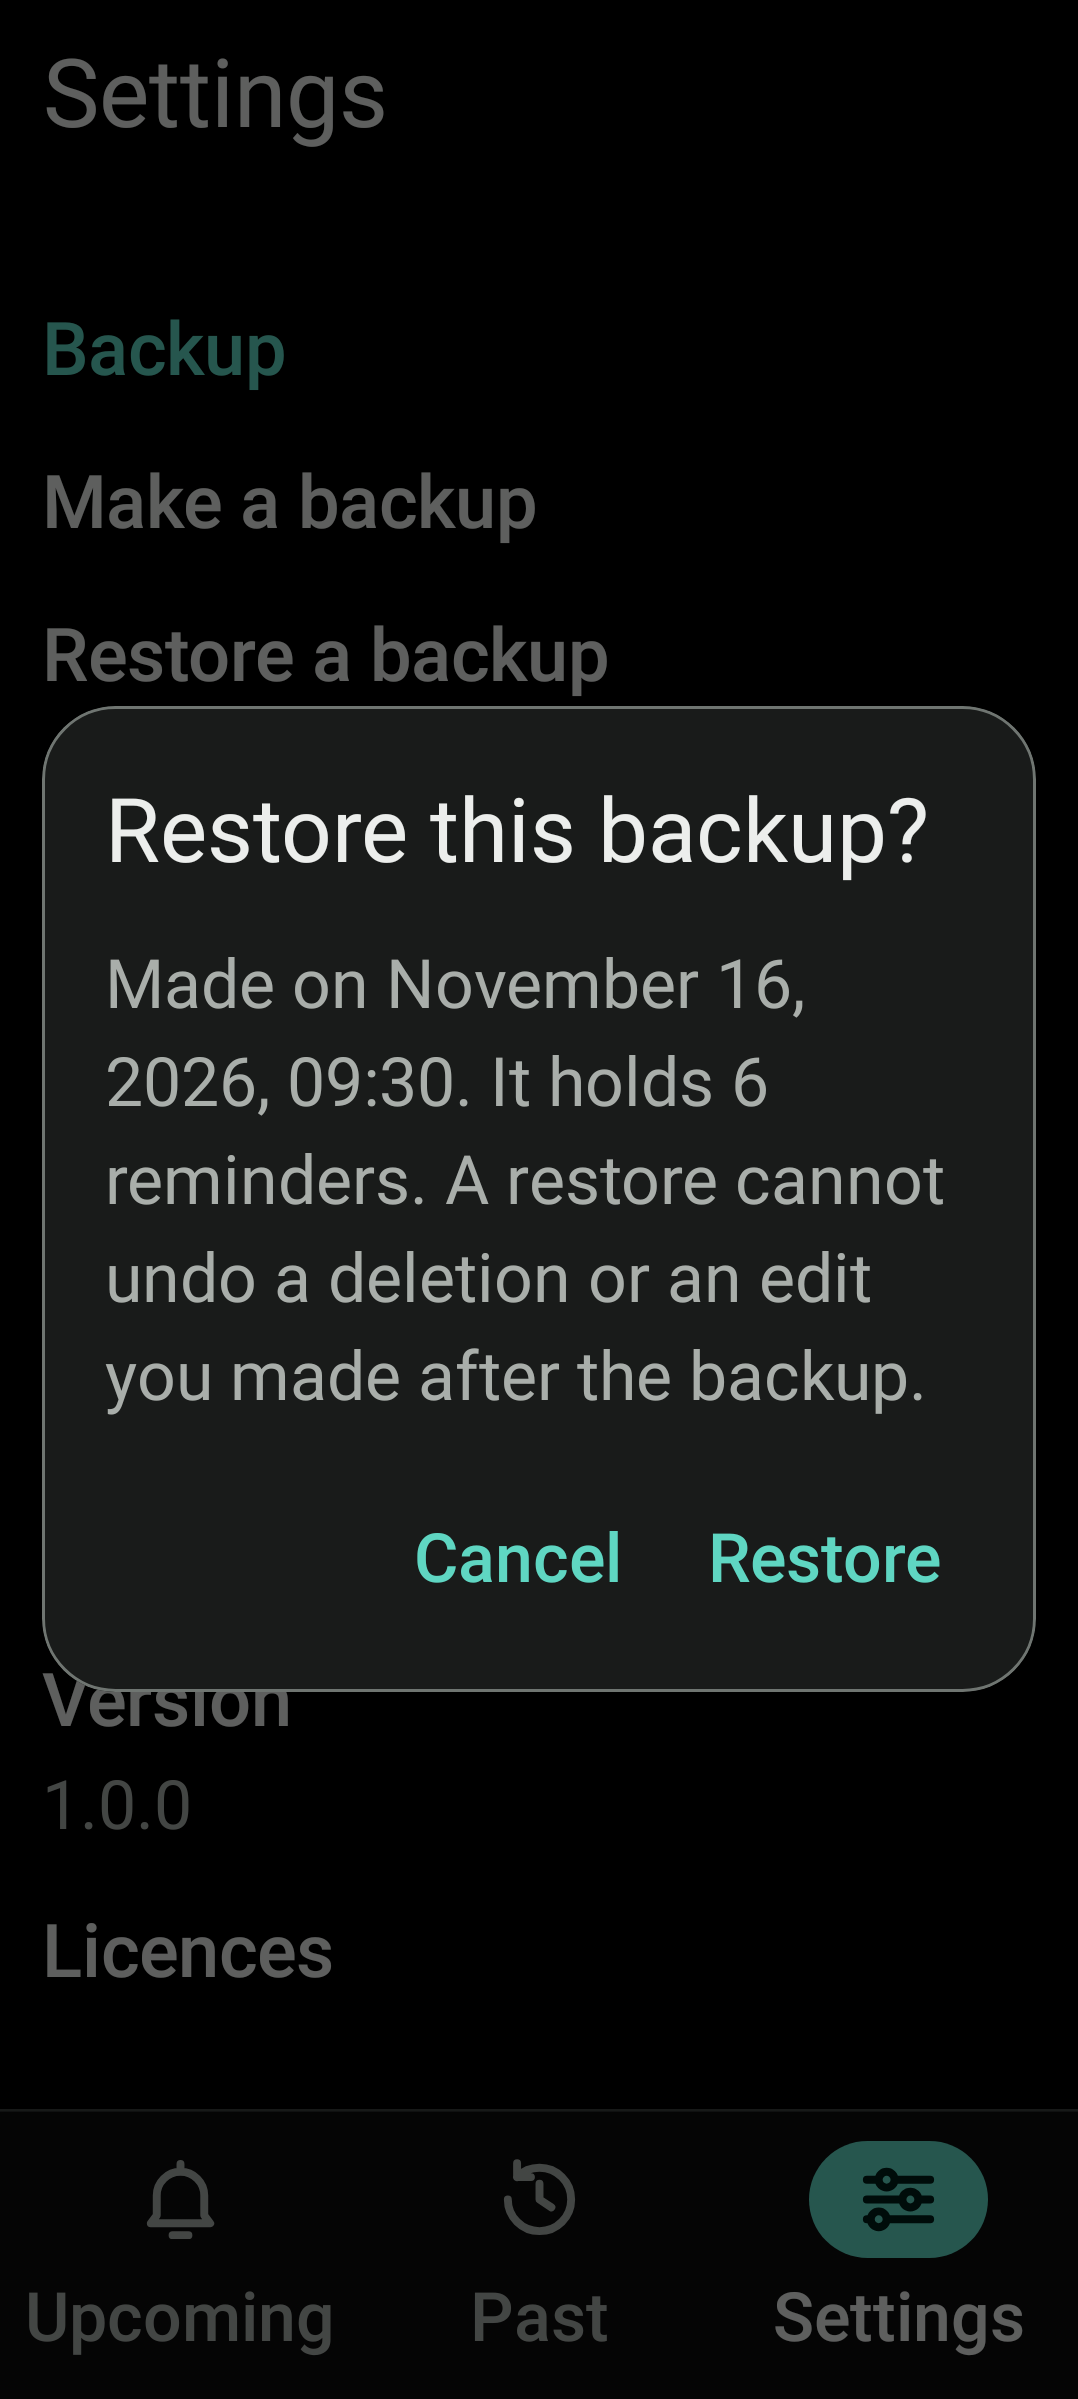 Settings
Backup
Make a backup
Restore a backup
Restore this backup?
Made on November 16,
2026, 09:30. It holds 6
reminders. A restore cannot
undo a deletion or an edit
you made after the backup.
Cancel Restore
Version
1.0.0
Licences
Upcoming Past Settings